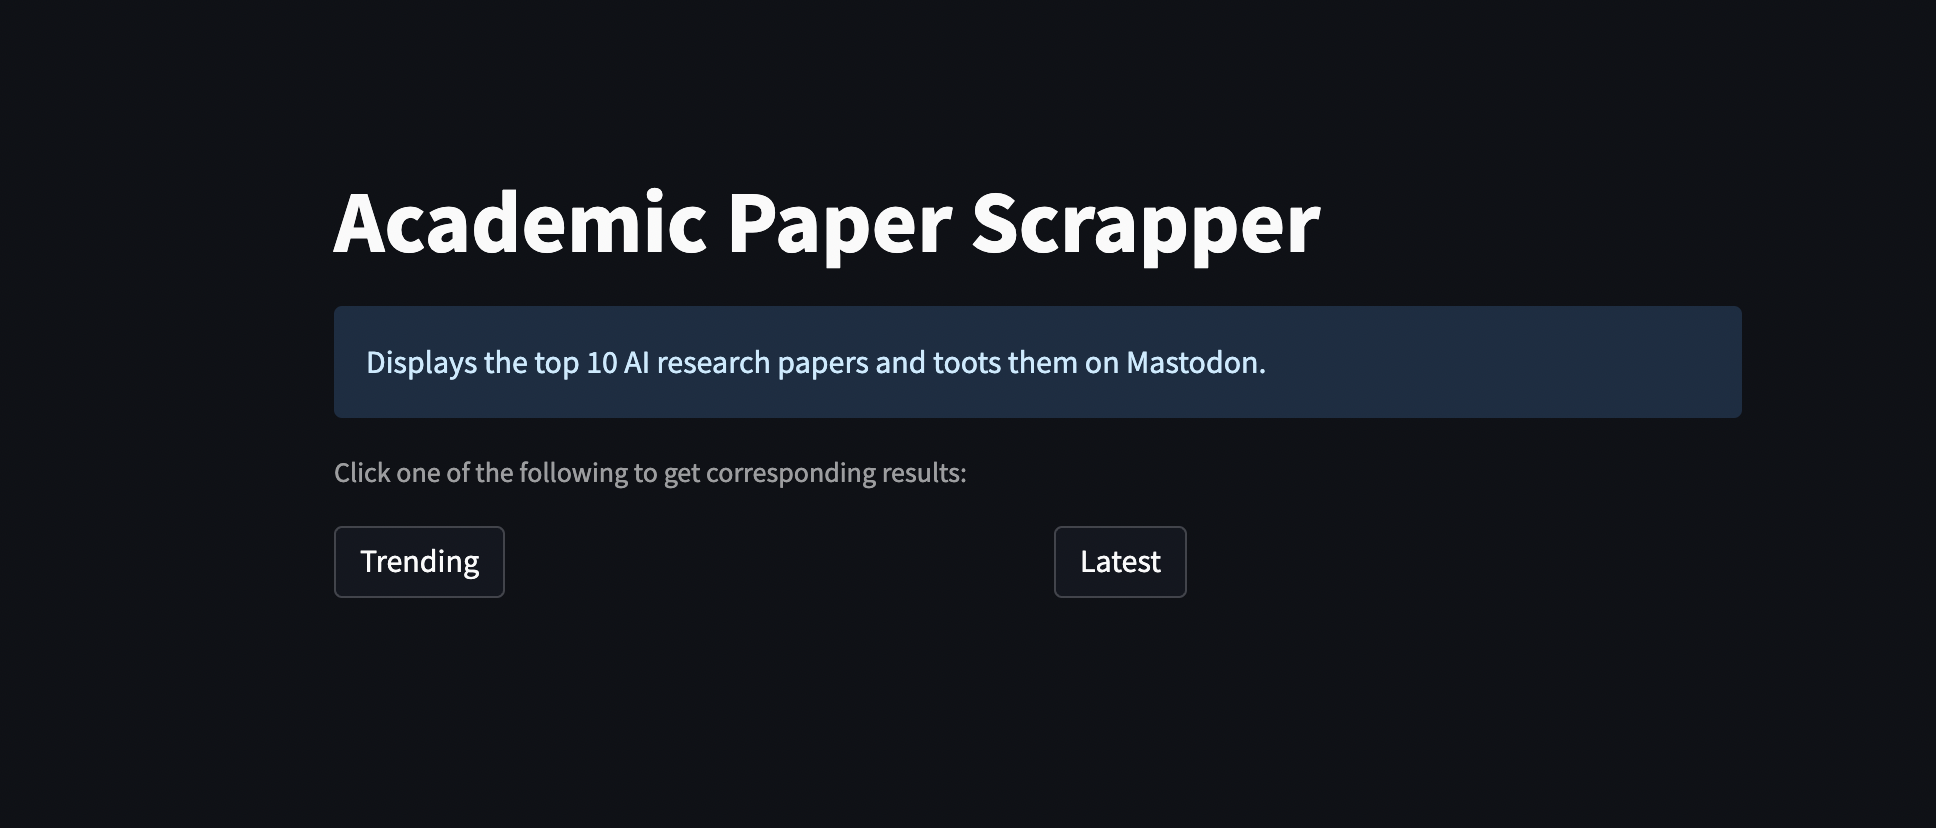 Academic Paper Scrapper
Displays the top 10 AI research papers and toots them on Mastodon.
Click one of the following to get corresponding results:
Trending
Latest